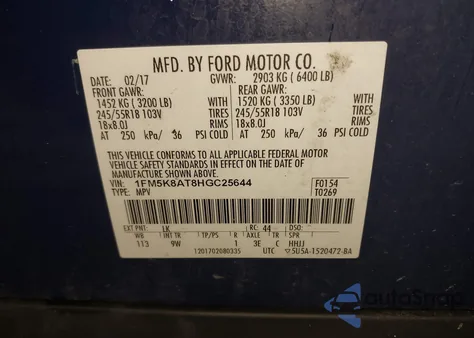 MFD. BY FORD MOTOR CO.
DATE: 02/17 GVWR: 2903 KG ( 6400 LB)
FRONT GAWR: REAR GAWR:
1452 KG ( 3200 LB) WITH 1520 KG ( 3350 LB) WITH
245/55R18 103V TIRES 245/55R18 103V TIRES
18x8.0J RIMS 18x8.0J RIMS
AT 250 kPa/ 36 PSI COLD AT 250 kPa/ 36 PSI COLD
THIS VEHICLE CONFORMS TO ALL APPLICABLE FEDERAL MOTOR
VEHICLE SAFETY AND THEFT PREVENTION STANDARDS IN EFFECT ON THE DATE OF
MANUFACTURE SHOWN ABOVE.
VIN: 1FM5K8AT8HGC25644 F0154
TYPE: MPV T0269
EXT PNT: LK RC: 44 DSO:
WB INT TR TP/PS R AXLE TR SPR
113 9W 1 3E C HHJJ
1201702080335 UTC 5U5A-1520472-BA
autoSnap